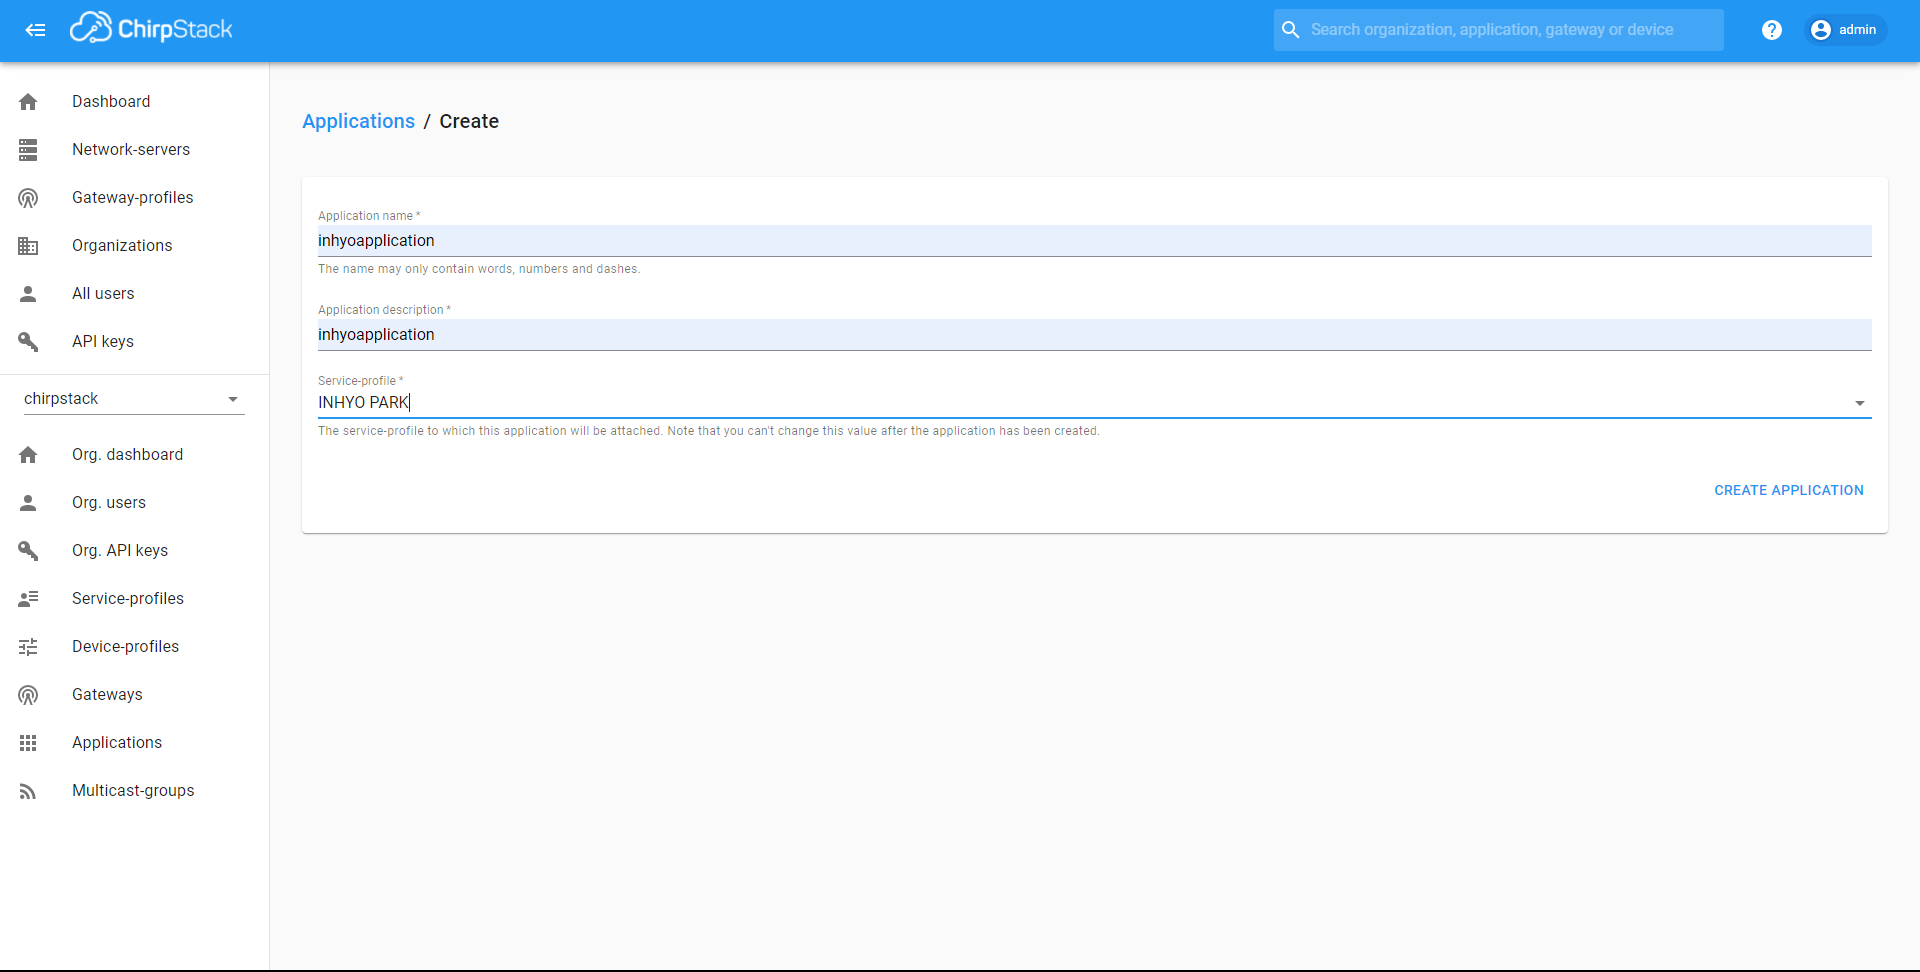 ChirpStack
Search organization, application, gateway or device
admin
Dashboard
Network-servers
Gateway-profiles
Organizations
All users
API keys
chirpstack
Org. dashboard
Org. users
Org. API keys
Service-profiles
Device-profiles
Gateways
Applications
Multicast-groups
Applications / Create
Application name *
inhyoapplication
The name may only contain words, numbers and dashes.
Application description *
inhyoapplication
Service-profile *
INHYO PARK
The service-profile to which this application will be attached. Note that you can't change this value after the application has been created.
CREATE APPLICATION